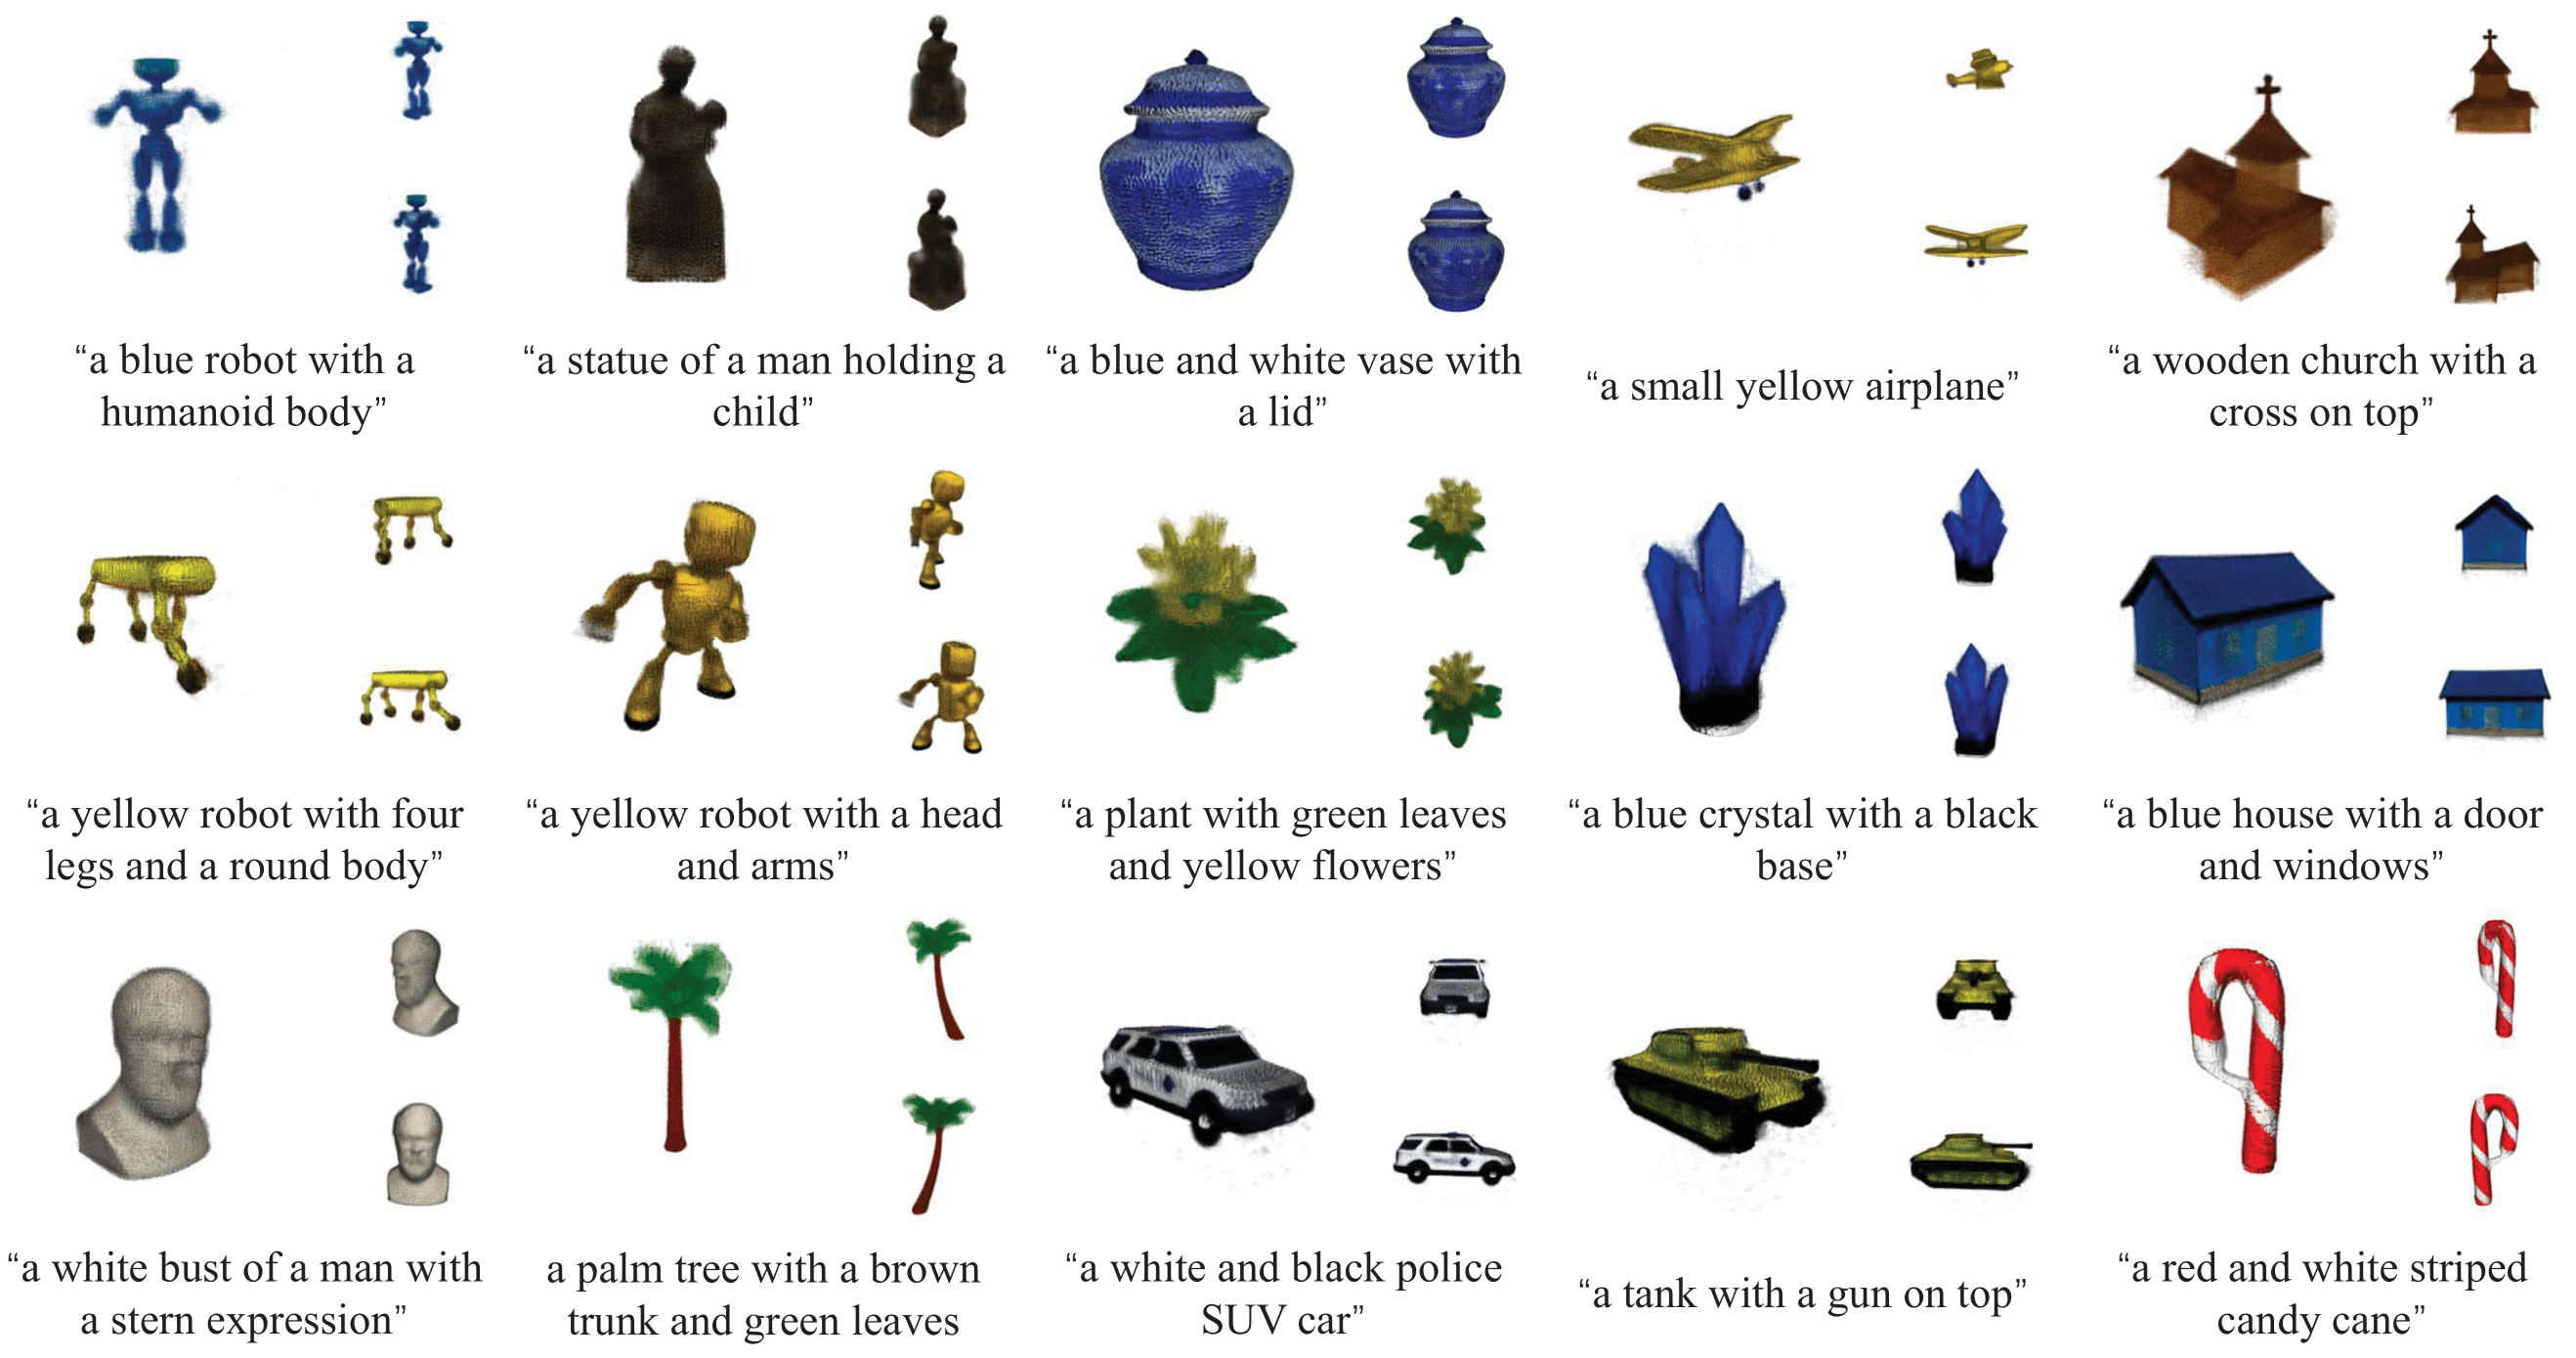 “a blue robot with a
humanoid body”
“a statue of a man holding a
child”
“a blue and white vase with
a lid”
“a small yellow airplane”
“a wooden church with a
cross on top”
“a yellow robot with four
legs and a round body”
“a yellow robot with a head
and arms”
“a plant with green leaves
and yellow flowers”
“a blue crystal with a black
base”
“a blue house with a door
and windows”
“a white bust of a man with
a stern expression”
a palm tree with a brown
trunk and green leaves
“a white and black police
SUV car”
“a tank with a gun on top”
“a red and white striped
candy cane”